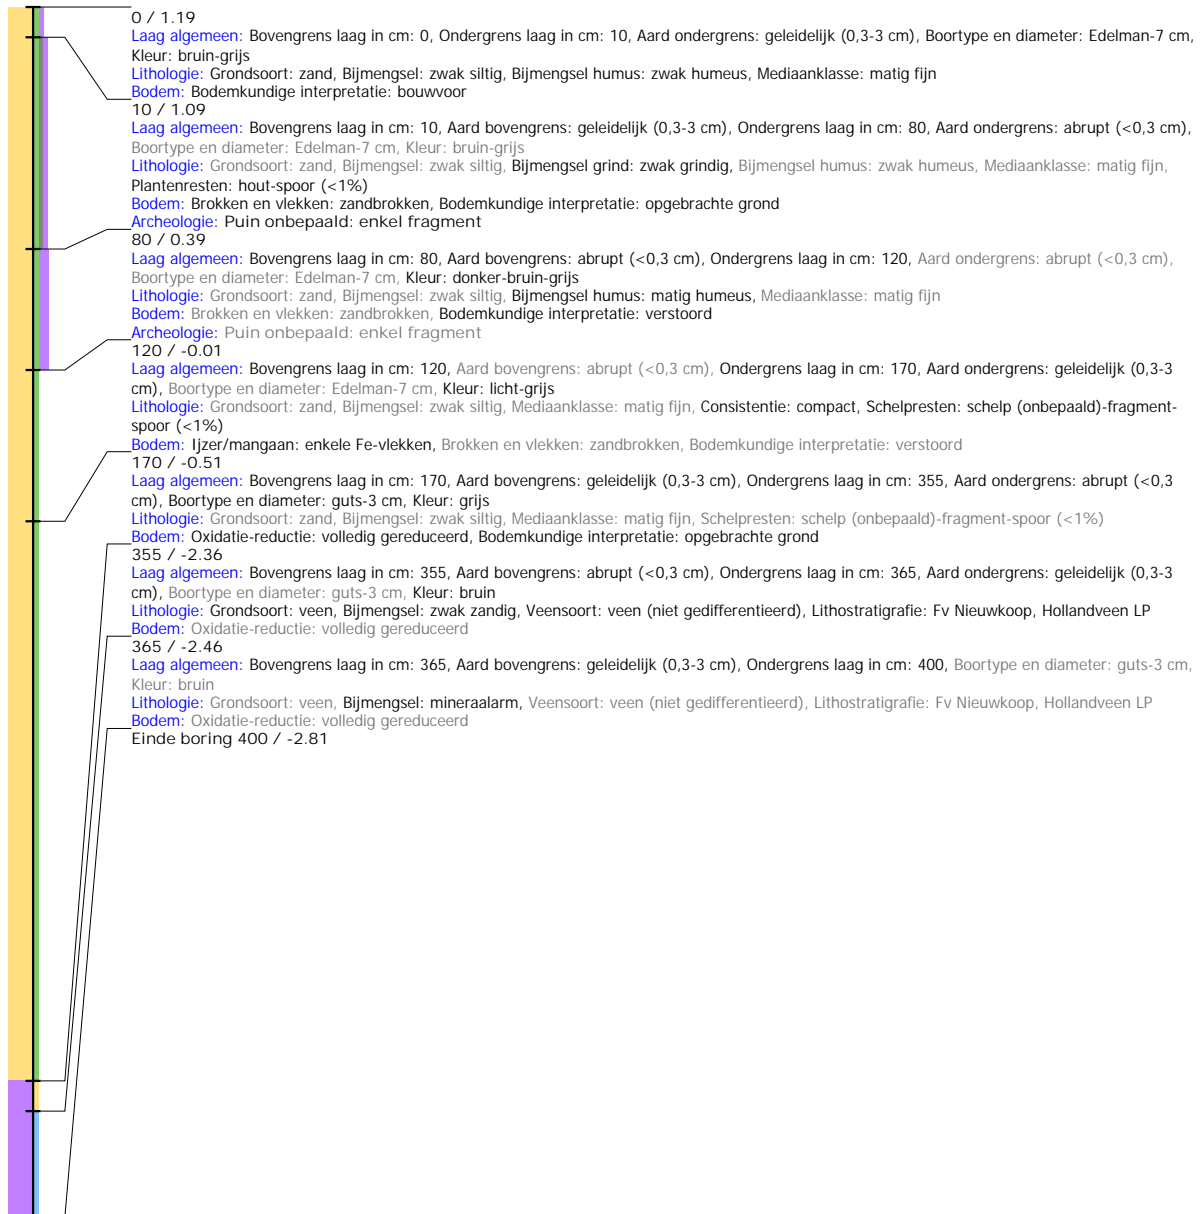 0 / 1.19
Laag algemeen: Bovengrens laag in cm: 0, Ondergrens laag in cm: 10, Aard ondergrens: geleidelijk (0,3-3 cm), Boortype en diameter: Edelman-7 cm,
Kleur: bruin-grijs
Lithologie: Grondsoort: zand, Bijmengsel: zwak siltig, Bijmengsel humus: zwak humeus, Mediaanklasse: matig fijn
Bodem: Bodemkundige interpretatie: bouwvoor
10 / 1.09
Laag algemeen: Bovengrens laag in cm: 10, Aard bovengrens: geleidelijk (0,3-3 cm), Ondergrens laag in cm: 80, Aard ondergrens: abrupt (<0,3 cm),
Boortype en diameter: Edelman-7 cm, Kleur: bruin-grijs
Lithologie: Grondsoort: zand, Bijmengsel: zwak siltig, Bijmengsel grind: zwak grindig, Bijmengsel humus: zwak humeus, Mediaanklasse: matig fijn,
Plantenresten: hout-spoor (<1%)
Bodem: Brokken en vlekken: zandbrokken, Bodemkundige interpretatie: opgebrachte grond
Archeologie: Puin onbepaald: enkel fragment
80 / 0.39
Laag algemeen: Bovengrens laag in cm: 80, Aard bovengrens: abrupt (<0,3 cm), Ondergrens laag in cm: 120, Aard ondergrens: abrupt (<0,3 cm),
Boortype en diameter: Edelman-7 cm, Kleur: donker-bruin-grijs
Lithologie: Grondsoort: zand, Bijmengsel: zwak siltig, Bijmengsel humus: matig humeus, Mediaanklasse: matig fijn
Bodem: Brokken en vlekken: zandbrokken, Bodemkundige interpretatie: verstoord
Archeologie: Puin onbepaald: enkel fragment
120 / -0.01
Laag algemeen: Bovengrens laag in cm: 120, Aard bovengrens: abrupt (<0,3 cm), Ondergrens laag in cm: 170, Aard ondergrens: geleidelijk (0,3-3
cm), Boortype en diameter: Edelman-7 cm, Kleur: licht-grijs
Lithologie: Grondsoort: zand, Bijmengsel: zwak siltig, Mediaanklasse: matig fijn, Consistentie: compact, Schelpresten: schelp (onbepaald)-fragment-
spoor (<1%)
Bodem: Ijzer/mangaan: enkele Fe-vlekken, Brokken en vlekken: zandbrokken, Bodemkundige interpretatie: verstoord
170 / -0.51
Laag algemeen: Bovengrens laag in cm: 170, Aard bovengrens: geleidelijk (0,3-3 cm), Ondergrens laag in cm: 355, Aard ondergrens: abrupt (<0,3
cm), Boortype en diameter: guts-3 cm, Kleur: grijs
Lithologie: Grondsoort: zand, Bijmengsel: zwak siltig, Mediaanklasse: matig fijn, Schelpresten: schelp (onbepaald)-fragment-spoor (<1%)
Bodem: Oxidatie-reductie: volledig gereduceerd, Bodemkundige interpretatie: opgebrachte grond
355 / -2.36
Laag algemeen: Bovengrens laag in cm: 355, Aard bovengrens: abrupt (<0,3 cm), Ondergrens laag in cm: 365, Aard ondergrens: geleidelijk (0,3-3
cm), Boortype en diameter: guts-3 cm, Kleur: bruin
Lithologie: Grondsoort: veen, Bijmengsel: zwak zandig, Veensoort: veen (niet gedifferentieerd), Lithostratigrafie: Fv Nieuwkoop, Hollandveen LP
Bodem: Oxidatie-reductie: volledig gereduceerd
365 / -2.46
Laag algemeen: Bovengrens laag in cm: 365, Aard bovengrens: geleidelijk (0,3-3 cm), Ondergrens laag in cm: 400, Boortype en diameter: guts-3 cm,
Kleur: bruin
Lithologie: Grondsoort: veen, Bijmengsel: mineraalarm, Veensoort: veen (niet gedifferentieerd), Lithostratigrafie: Fv Nieuwkoop, Hollandveen LP
Bodem: Oxidatie-reductie: volledig gereduceerd
Einde boring 400 / -2.81